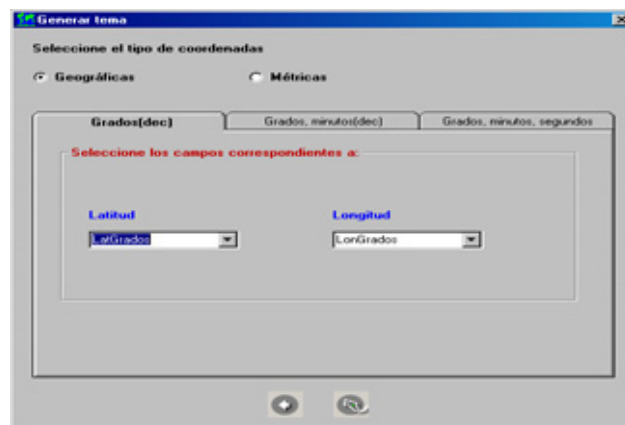 Generar tema
Seleccione el tipo de coordenadas
Geográficas Métricas
Grados(dec) Grados, minutos(dec) Grados, minutos, segundos
Seleccione los campos correspondientes a:
Latitud Longitud
LatGrados LonGrados